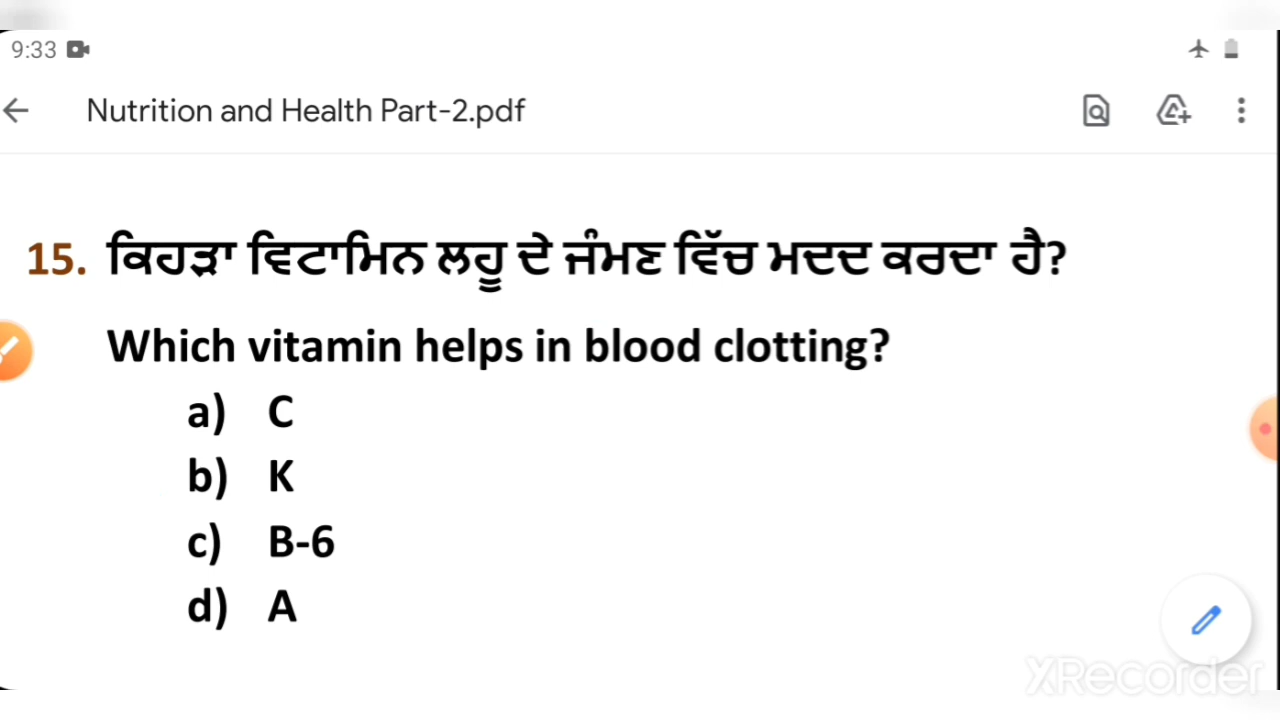 9:33
Nutrition and Health Part-2.pdf
15. ਕਿਹੜਾ ਵਿਟਾਮਿਨ ਲਹੂ ਦੇ ਜੰਮਣ ਵਿੱਚ ਮਦਦ ਕਰਦਾ ਹੈ?
Which vitamin helps in blood clotting?
a) C
b) K
c) B-6
d) A
XRecorder